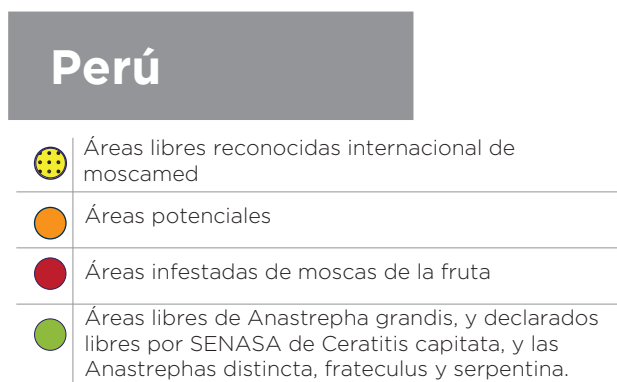 Perú
Áreas libres reconocidas internacional de
moscamed
Áreas potenciales
Áreas infestadas de moscas de la fruta
Áreas libres de Anastrepha grandis, y declarados
libres por SENASA de Ceratitis capitata, y las
Anastrephas distincta, frateculus y serpentina.